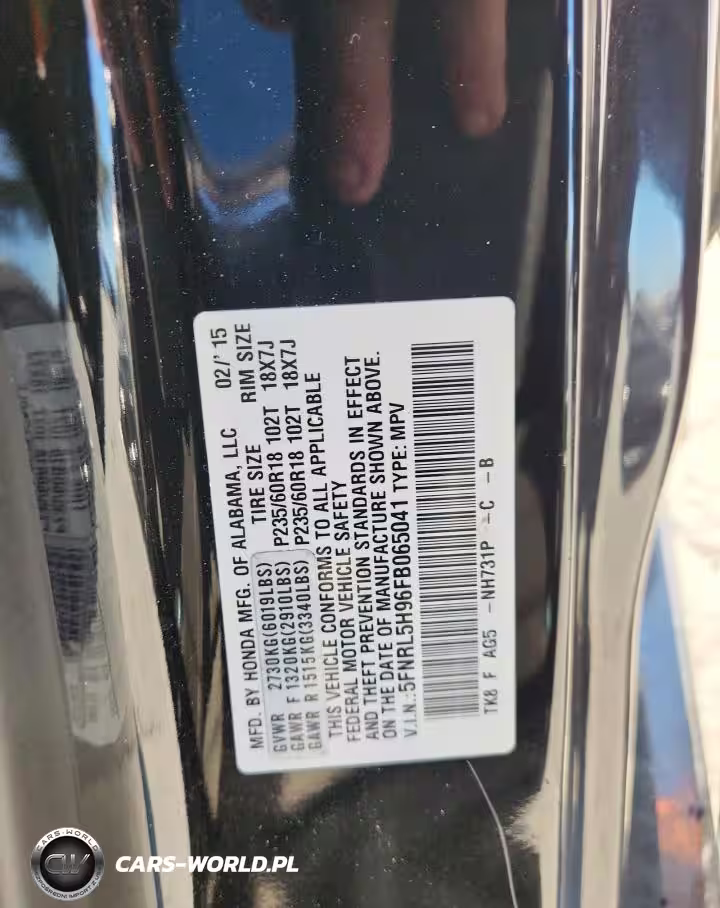 MFD. BY HONDA MFG. OF ALABAMA, LLC 02/'15
TIRE SIZE RIM SIZE
GVWR 2730KG(6019LBS)
GAWR F 1320KG(2910LBS) P235/60R18 102T 18X7J
GAWR R 1515KG(3340LBS) P235/60R18 102T 18X7J
THIS VEHICLE CONFORMS TO ALL APPLICABLE
FEDERAL MOTOR VEHICLE SAFETY
AND THEFT PREVENTION STANDARDS IN EFFECT
ON THE DATE OF MANUFACTURE SHOWN ABOVE.
V.I.N.:5FNRL5H96FB065041 TYPE: MPV
TK8 F AG5 -NH731P -C -B
CARS-WORLD
CW
CARS-WORLD.PL